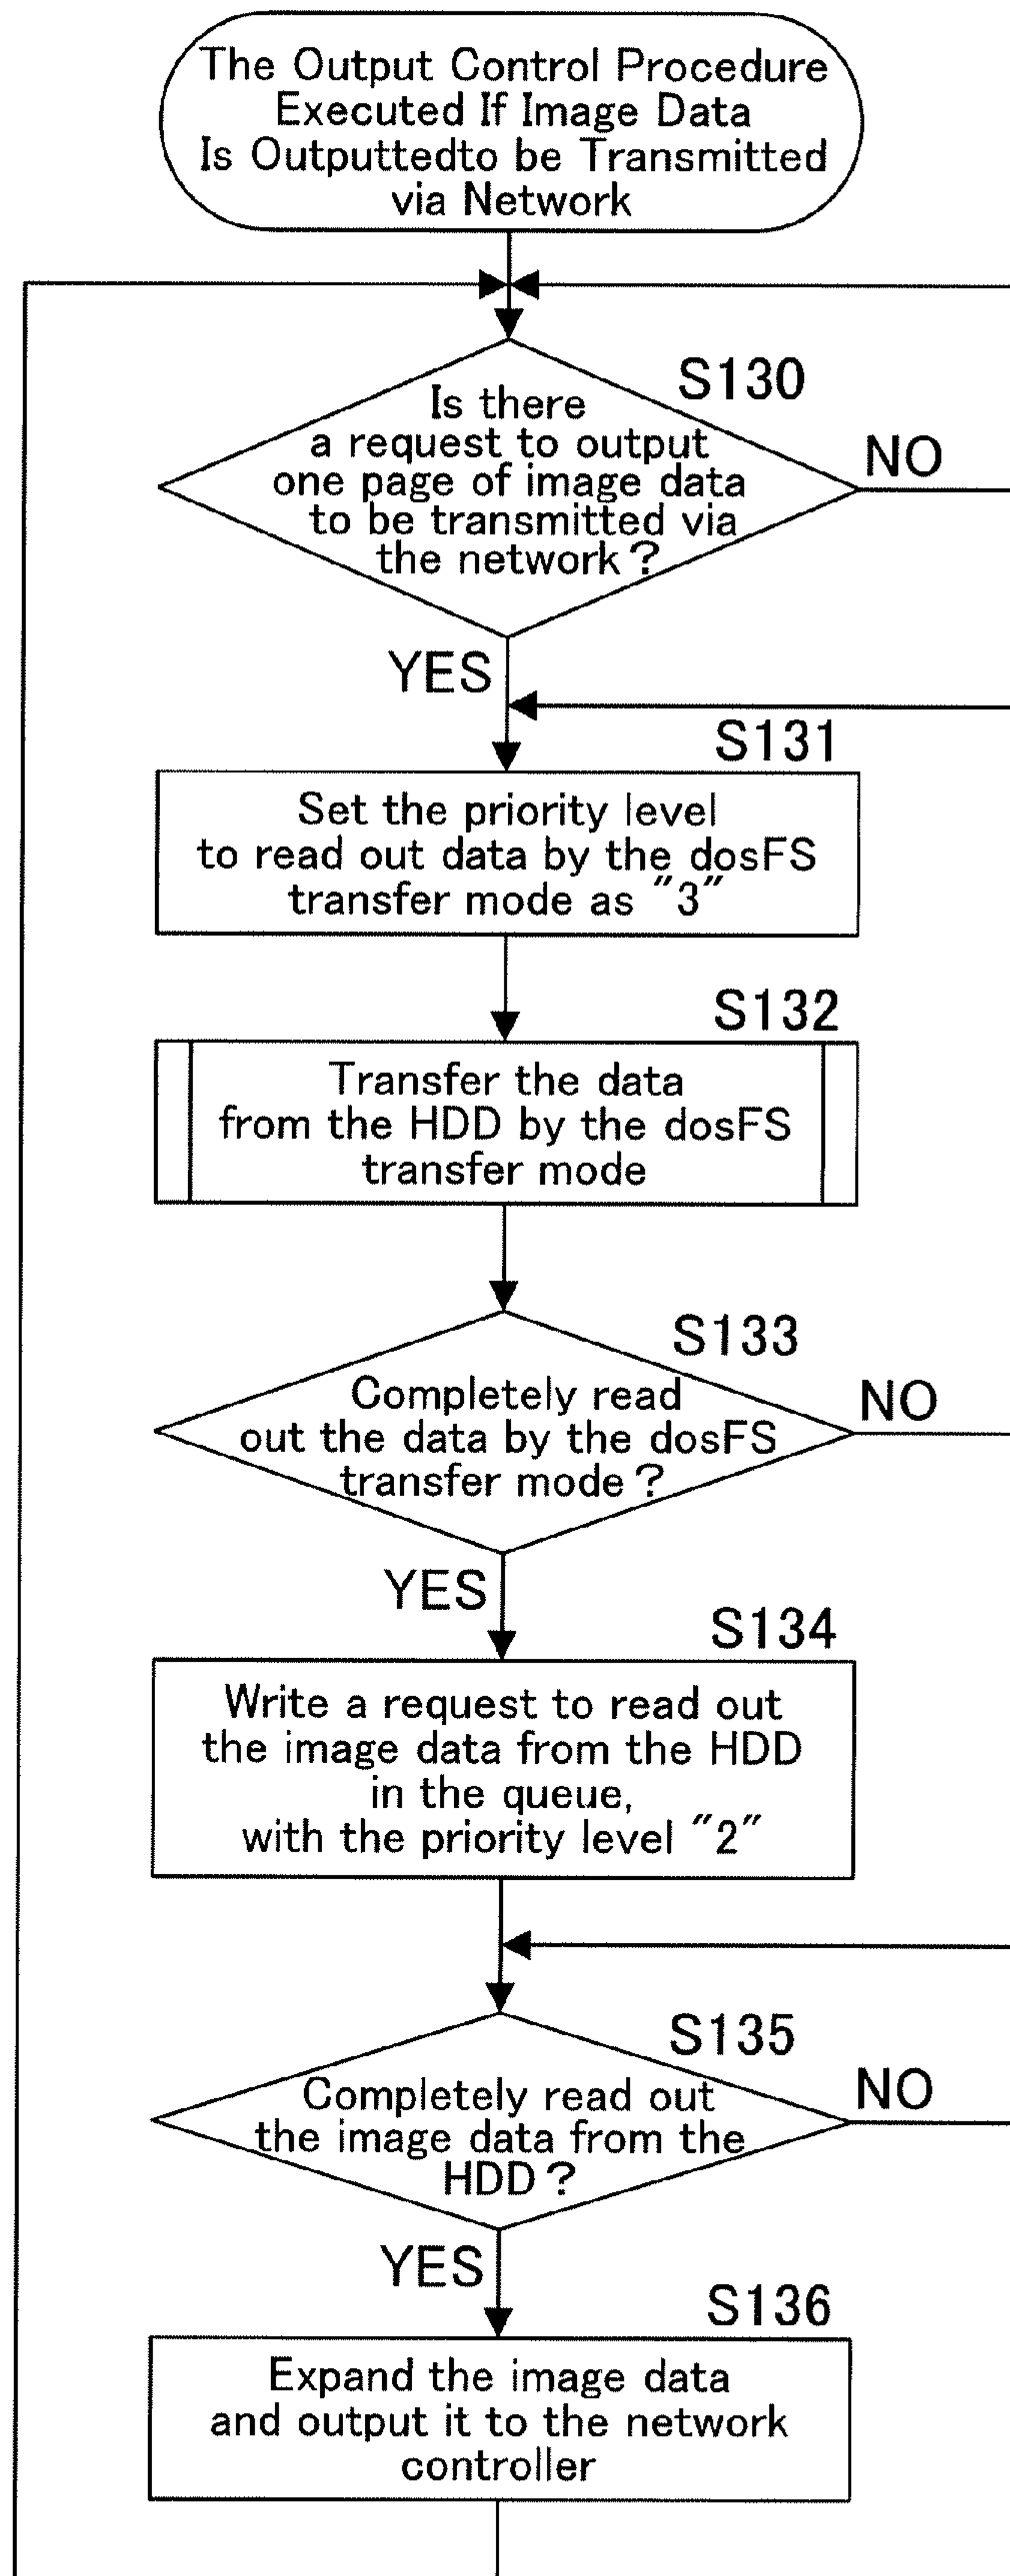 The Output Control Procedure
Executed If Image Data
Is Outputtedto be Transmitted
via Network
S130
Is there
a request to output
one page of image data
to be transmitted via
the network?
NO
YES
S131
Set the priority level
to read out data by the dosFS
transfer mode as "3"
S132
Transfer the data
from the HDD by the dosFS
transfer mode
S133
Completely read
out the data by the dosFS
transfer mode?
NO
YES
S134
Write a request to read out
the image data from the HDD
in the queue,
with the priority level "2"
S135
Completely read out
the image data from the
HDD?
NO
YES
S136
Expand the image data
and output it to the network
controller